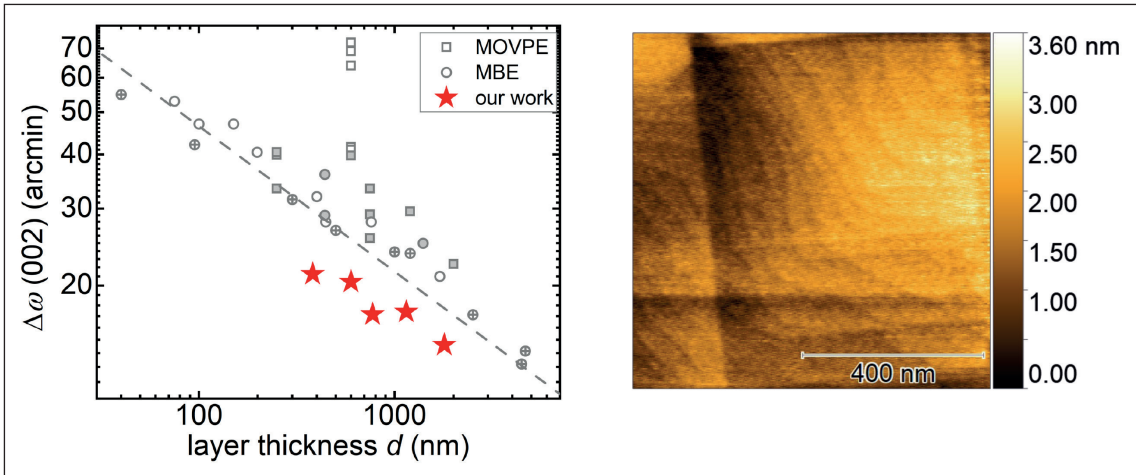 70
60
50
40
30
20
Δω (002) (arcmin)
100
1000
layer thickness d (nm)
MOVPE
MBE
our work
3.60 nm
3.00
2.50
2.00
1.50
1.00
0.00
400 nm